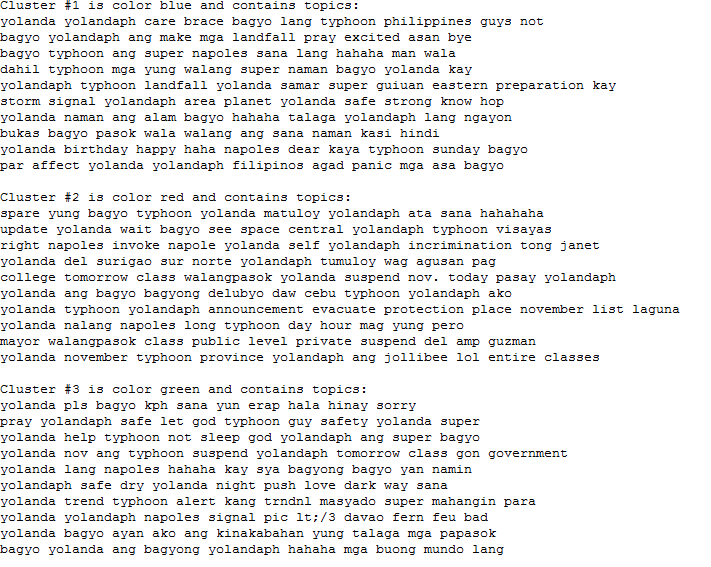 Cluster #1 is color blue and contains topics:
yolanda yolandaph care brace bagyo lang typhoon philippines guys not
bagyo yolandaph ang make mga landfall pray excited asan bye
bagyo typhoon ang super napoles sana lang hahaha man wala
dahil typhoon mga yung walang super naman bagyo yolanda kay
yolandaph typhoon landfall yolanda samar super guiuan eastern preparation kay
storm signal yolandaph area planet yolanda safe strong know hop
yolanda naman ang alam bagyo hahaha talaga yolandaph lang ngayon
bukas bagyo pasok wala walang ang sana naman kasi hindi
yolanda birthday happy haha napoles dear kaya typhoon sunday bagyo
par affect yolanda yolandaph filipinos agad panic mga asa bagyo
Cluster #2 is color red and contains topics:
spare yung bagyo typhoon yolanda matuloy yolandaph ata sana hahahaha
update yolanda wait bagyo see space central yolandaph typhoon visayas
right napoles invoke napole yolanda self yolandaph incrimination tong janet
yolanda del surigao sur norte yolandaph tumuloy wag agusan pag
college tomorrow class walangpasok yolanda suspend nov. today pasay yolandaph
yolanda ang bagyo bagyong delubyo daw cebu typhoon yolandaph ako
yolanda typhoon yolandaph announcement evacuate protection place november list laguna
yolanda nalang napoles long typhoon day hour mag yung pero
mayor walangpasok class public level private suspend del amp guzman
yolanda november typhoon province yolandaph ang jollibee lol entire classes
Cluster #3 is color green and contains topics:
yolanda pls bagyo kph sana yun erap hala hinay sorry
pray yolandaph safe let god typhoon guy safety yolanda super
yolanda help typhoon not sleep god yolandaph ang super bagyo
yolanda nov ang typhoon suspend yolandaph tomorrow class gon government
yolanda lang napoles hahaha kay sya bagyong bagyo yan namin
yolandaph safe dry yolanda night push love dark way sana
yolanda trend typhoon alert kang trndnl masyado super mahangin para
yolanda yolandaph napoles signal pic lt;/3 davao fern feu bad
yolanda bagyo ayan ako ang kinakabahan yung talaga mga papasok
bagyo yolanda ang bagyong yolandaph hahaha mga buong mundo lang